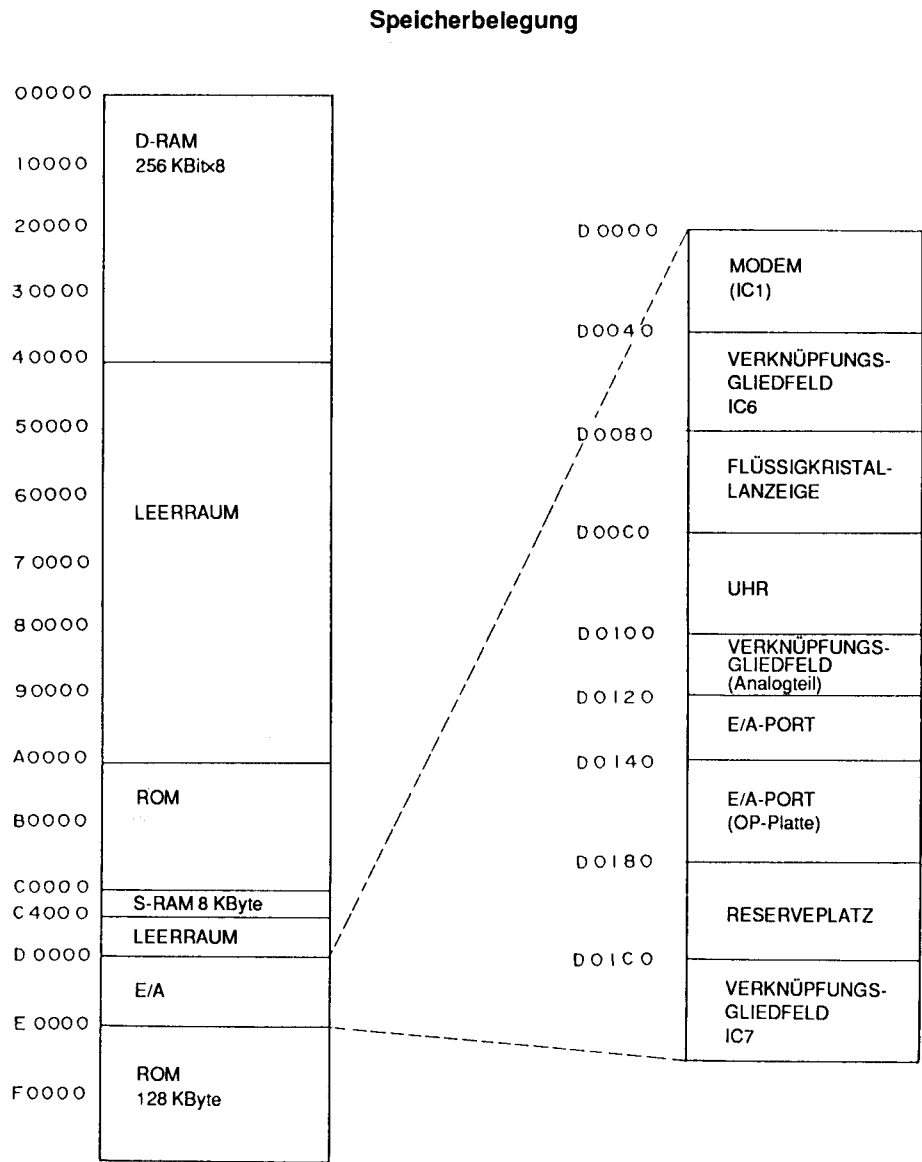 Speicherbelegung
00000
D-RAM
256 KBit×8
10000
20000
30000
40000
50000
LEERRAUM
60000
70000
80000
90000
A0000
ROM
B0000
C0000
S-RAM 8 KByte
C4000
LEERRAUM
D0000
E/A
E0000
ROM
128 KByte
F0000
D0000
MODEM
(IC1)
D0040
VERKNÜPFUNGS-
GLIEDFELD
IC6
D0080
FLÜSSIGKRISTAL-
LANZEIGE
D00C0
UHR
D0100
VERKNÜPFUNGS-
GLIEDFELD
(Analogteil)
D0120
E/A-PORT
D0140
E/A-PORT
(OP-Platte)
D0180
RESERVEPLATZ
D01C0
VERKNÜPFUNGS-
GLIEDFELD
IC7